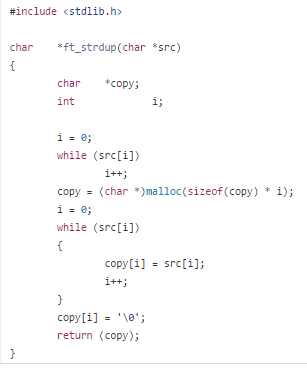 #include <stdlib.h>

char    *ft_strdup(char *src)
{
        char    *copy;
        int             i;

        i = 0;
        while (src[i])
                i++;
        copy = (char *)malloc(sizeof(copy) * i);
        i = 0;
        while (src[i])
        {
                copy[i] = src[i];
                i++;
        }
        copy[i] = '\0';
        return (copy);
}